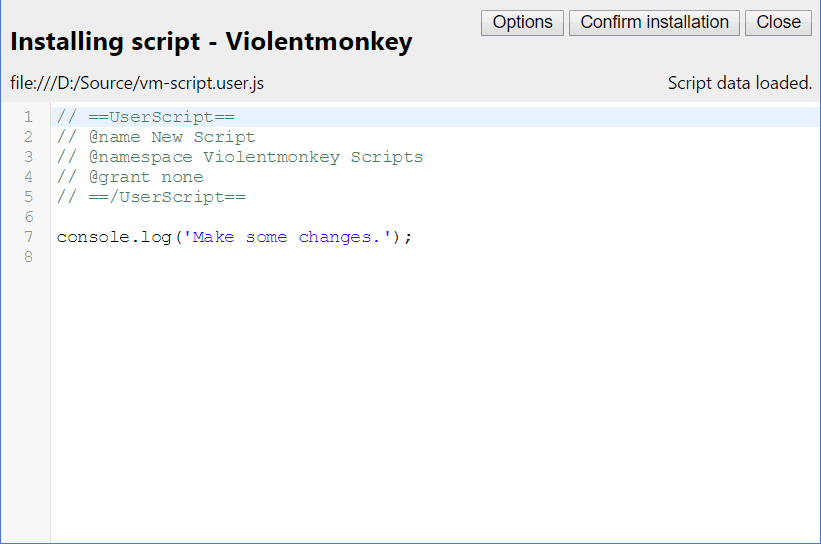 Options Confirm installation Close
Installing script - Violentmonkey
file:///D:/Source/vm-script.user.js Script data loaded.
1 // ==UserScript==
2 // @name New Script
3 // @namespace Violentmonkey Scripts
4 // @grant none
5 // ==/UserScript==
6
7 console.log('Make some changes.');
8